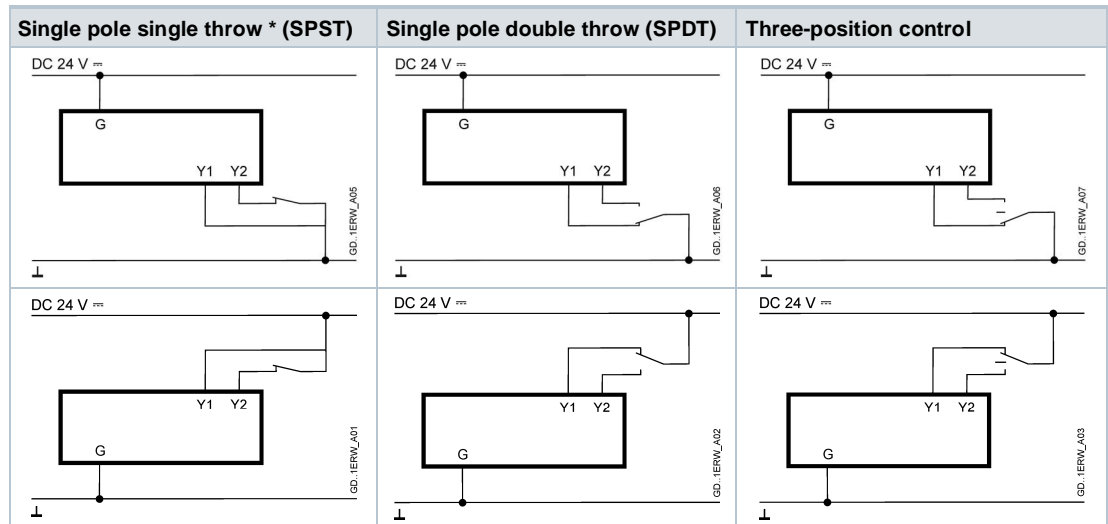 Single pole single throw * (SPST)
Single pole double throw (SPDT)
Three-position control
DC 24 V ⎓
G
Y1 Y2
GD..1ERW_A05
⊥
DC 24 V ⎓
G
Y1 Y2
GD..1ERW_A06
⊥
DC 24 V ⎓
G
Y1 Y2
GD..1ERW_A07
⊥
DC 24 V ⎓
Y1 Y2
G
GD..1ERW_A01
⊥
DC 24 V ⎓
Y1 Y2
G
GD..1ERW_A02
⊥
DC 24 V ⎓
Y1 Y2
G
GD..1ERW_A03
⊥